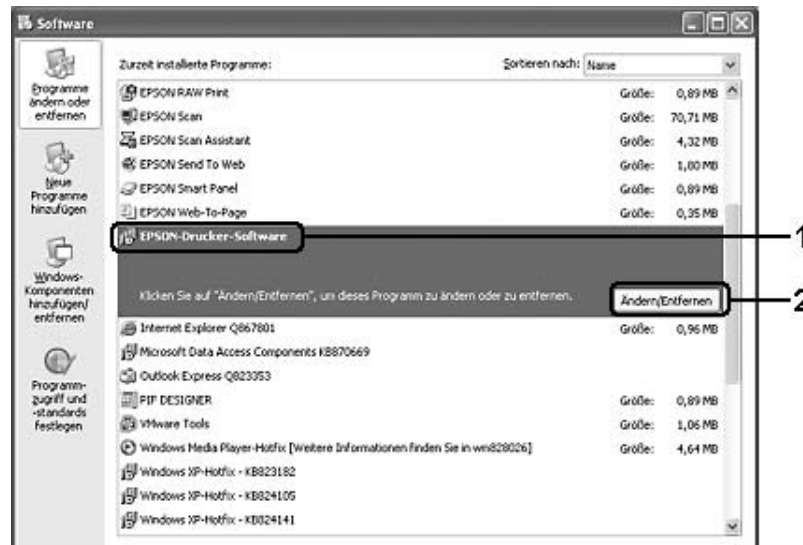 Software
Programme ändern oder entfernen
Neue Programme hinzufügen
Windows-Komponenten hinzufügen/entfernen
Programm-zugriff und -standards festlegen
Zurzeit installierte Programme: Sortieren nach: Name
EPSON RAW Print Größe: 0,89 MB
EPSON Scan Größe: 70,71 MB
EPSON Scan Assistant Größe: 4,32 MB
EPSON Send To Web Größe: 1,80 MB
EPSON Smart Panel Größe: 0,89 MB
EPSON Web-To-Page Größe: 0,35 MB
EPSON-Drucker-Software 1
Klicken Sie auf "Ändern/Entfernen", um dieses Programm zu ändern oder zu entfernen. Ändern/Entfernen 2
Internet Explorer Q867801 Größe: 0,96 MB
Microsoft Data Access Components KB870669
Outlook Express Q823353
PIF DESIGNER Größe: 0,89 MB
VMware Tools Größe: 1,06 MB
Windows Media Player-Hotfix [Weitere Informationen finden Sie in wm828026] Größe: 4,64 MB
Windows XP-Hotfix - KB823182
Windows XP-Hotfix - KB824105
Windows XP-Hotfix - KB824141